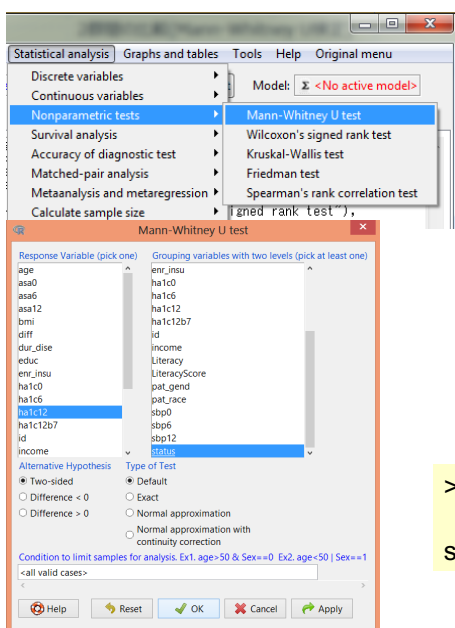 Statistical analysis Graphs and tables Tools Help Original menu
Discrete variables
Continuous variables
Model: Σ <No active model>
Nonparametric tests
Mann-Whitney U test
Survival analysis
Wilcoxon's signed rank test
Accuracy of diagnostic test
Kruskal-Wallis test
Matched-pair analysis
Friedman test
Metaanalysis and metaregression
Spearman's rank correlation test
Calculate sample size
igned rank test"),
Mann-Whitney U test
Response Variable (pick one) Grouping variables with two levels (pick at least one)
age
asa0
asa6
asa12
bmi
diff
dur_dise
educ
enr_insu
ha1c0
ha1c6
ha1c12
ha1c12b7
id
income
enr_insu
ha1c0
ha1c6
ha1c12
ha1c12b7
id
income
Literacy
LiteracyScore
pat_gend
pat_race
sbp0
sbp6
sbp12
status
Alternative Hypothesis
Two-sided
Difference < 0
Difference > 0
Type of Test
Default
Exact
Normal approximation
Normal approximation with
continuity correction
Condition to limit samples for analysis. Ex1. age>50 & Sex==0 Ex2. age<50 | Sex==1
<all valid cases>
Help Reset OK Cancel Apply
>
s